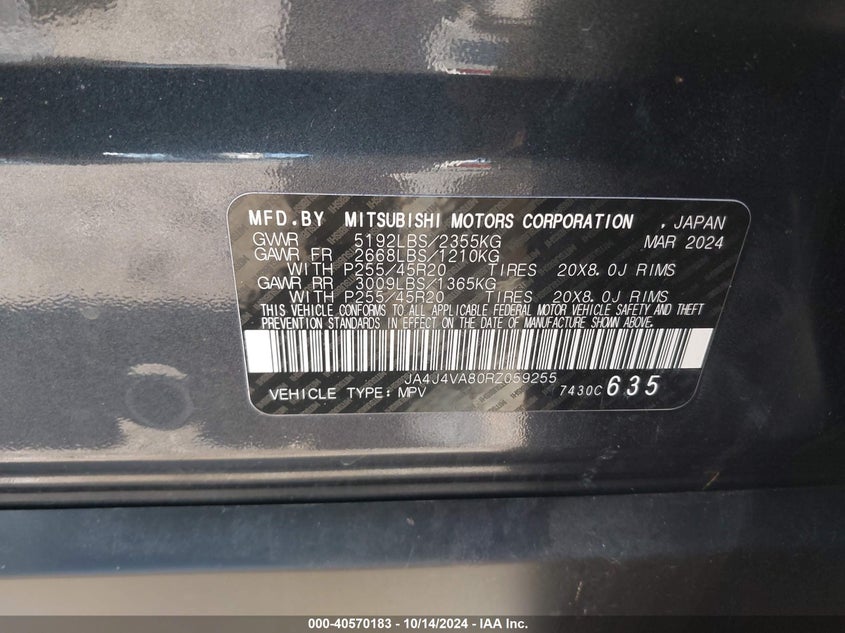 MFD.BY MITSUBISHI MOTORS CORPORATION , JAPAN
GVWR 5192LBS/2355KG MAR 2024
GAWR FR 2668LBS/1210KG
WITH P255/45R20 TIRES 20X8.0J RIMS
GAWR RR 3009LBS/1365KG
WITH P255/45R20 TIRES 20X8.0J RIMS
THIS VEHICLE CONFORMS TO ALL APPLICABLE FEDERAL MOTOR VEHICLE SAFETY AND THEFT
PREVENTION STANDARDS IN EFFECT ON THE DATE OF MANUFACTURE SHOWN ABOVE.
JA4J4VA80RZ059255
VEHICLE TYPE: MPV 7430C 635
000-40570183 - 10/14/2024 - IAA Inc.